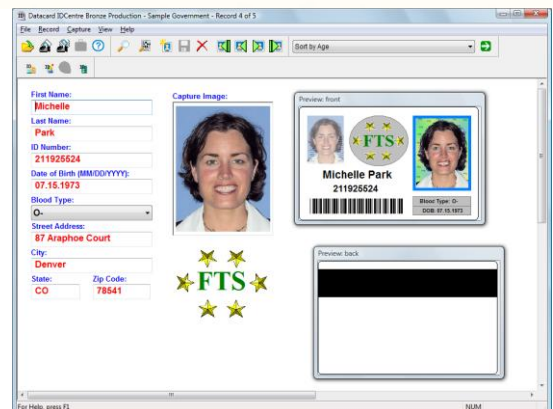 Datacard IDCentre Bronze Production - Sample Government - Record 4 of 5
File Record Capture View Help
Sort by Age
First Name:
Michelle
Last Name:
Park
ID Number:
211925524
Date of Birth (MM/DD/YYYY):
07.15.1973
Blood Type:
O-
Street Address:
87 Araphoe Court
City:
Denver
State: Zip Code:
CO 78541
Capture Image:
FTS
Preview: front
FTS
Michelle Park
211925524
Blood Type: O-
DOB: 07.15.1973
Preview: back
For Help, press F1
NUM